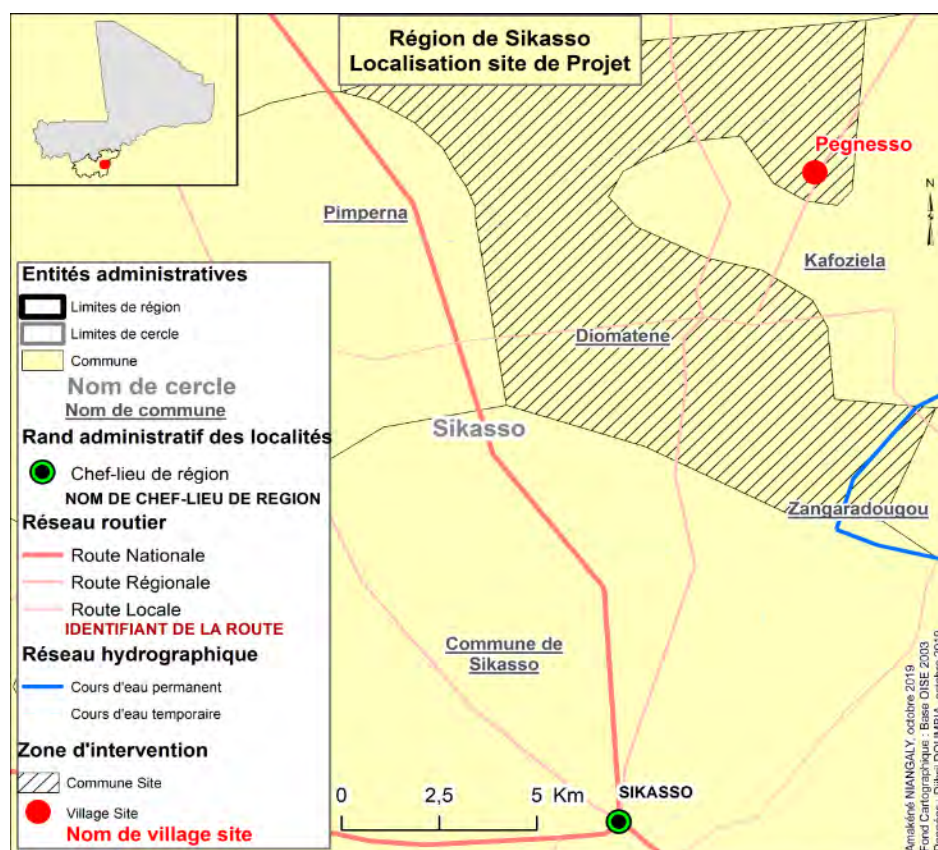 Région de Sikasso
Localisation site de Projet
Pegnesso
N
Pimperna
Kafoziela
Entités administratives
Limites de région
Limites de cercle
Commune
Nom de cercle
Nom de commune
Diomatene
Sikasso
Rand administratif des localités
Chef-lieu de région
NOM DE CHEF-LIEU DE REGION
Zangaradougou
Réseau routier
Route Nationale
Route Régionale
Route Locale
IDENTIFIANT DE LA ROUTE
Commune de
Sikasso
Réseau hydrographique
Cours d'eau permanent
Cours d'eau temporaire
Zone d'intervention
Commune Site
Village Site
Nom de village site
0 2,5 5 Km
SIKASSO
Amakéné NIANGALY, octobre 2019
Fond Cartographique : Base OISE 2003